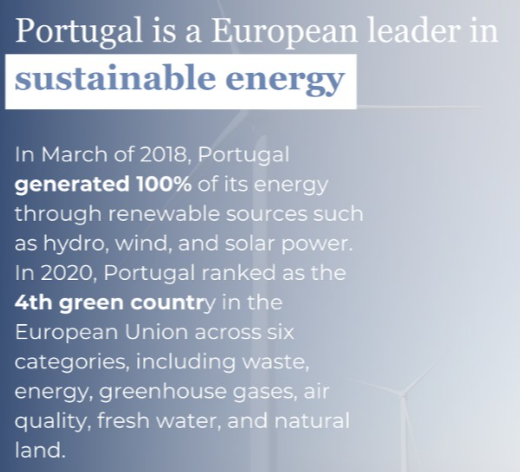 Portugal is a European leader in
sustainable energy
In March of 2018, Portugal
generated 100% of its energy
through renewable sources such
as hydro, wind, and solar power.
In 2020, Portugal ranked as the
4th green country in the
European Union across six
categories, including waste,
energy, greenhouse gases, air
quality, fresh water, and natural
land.